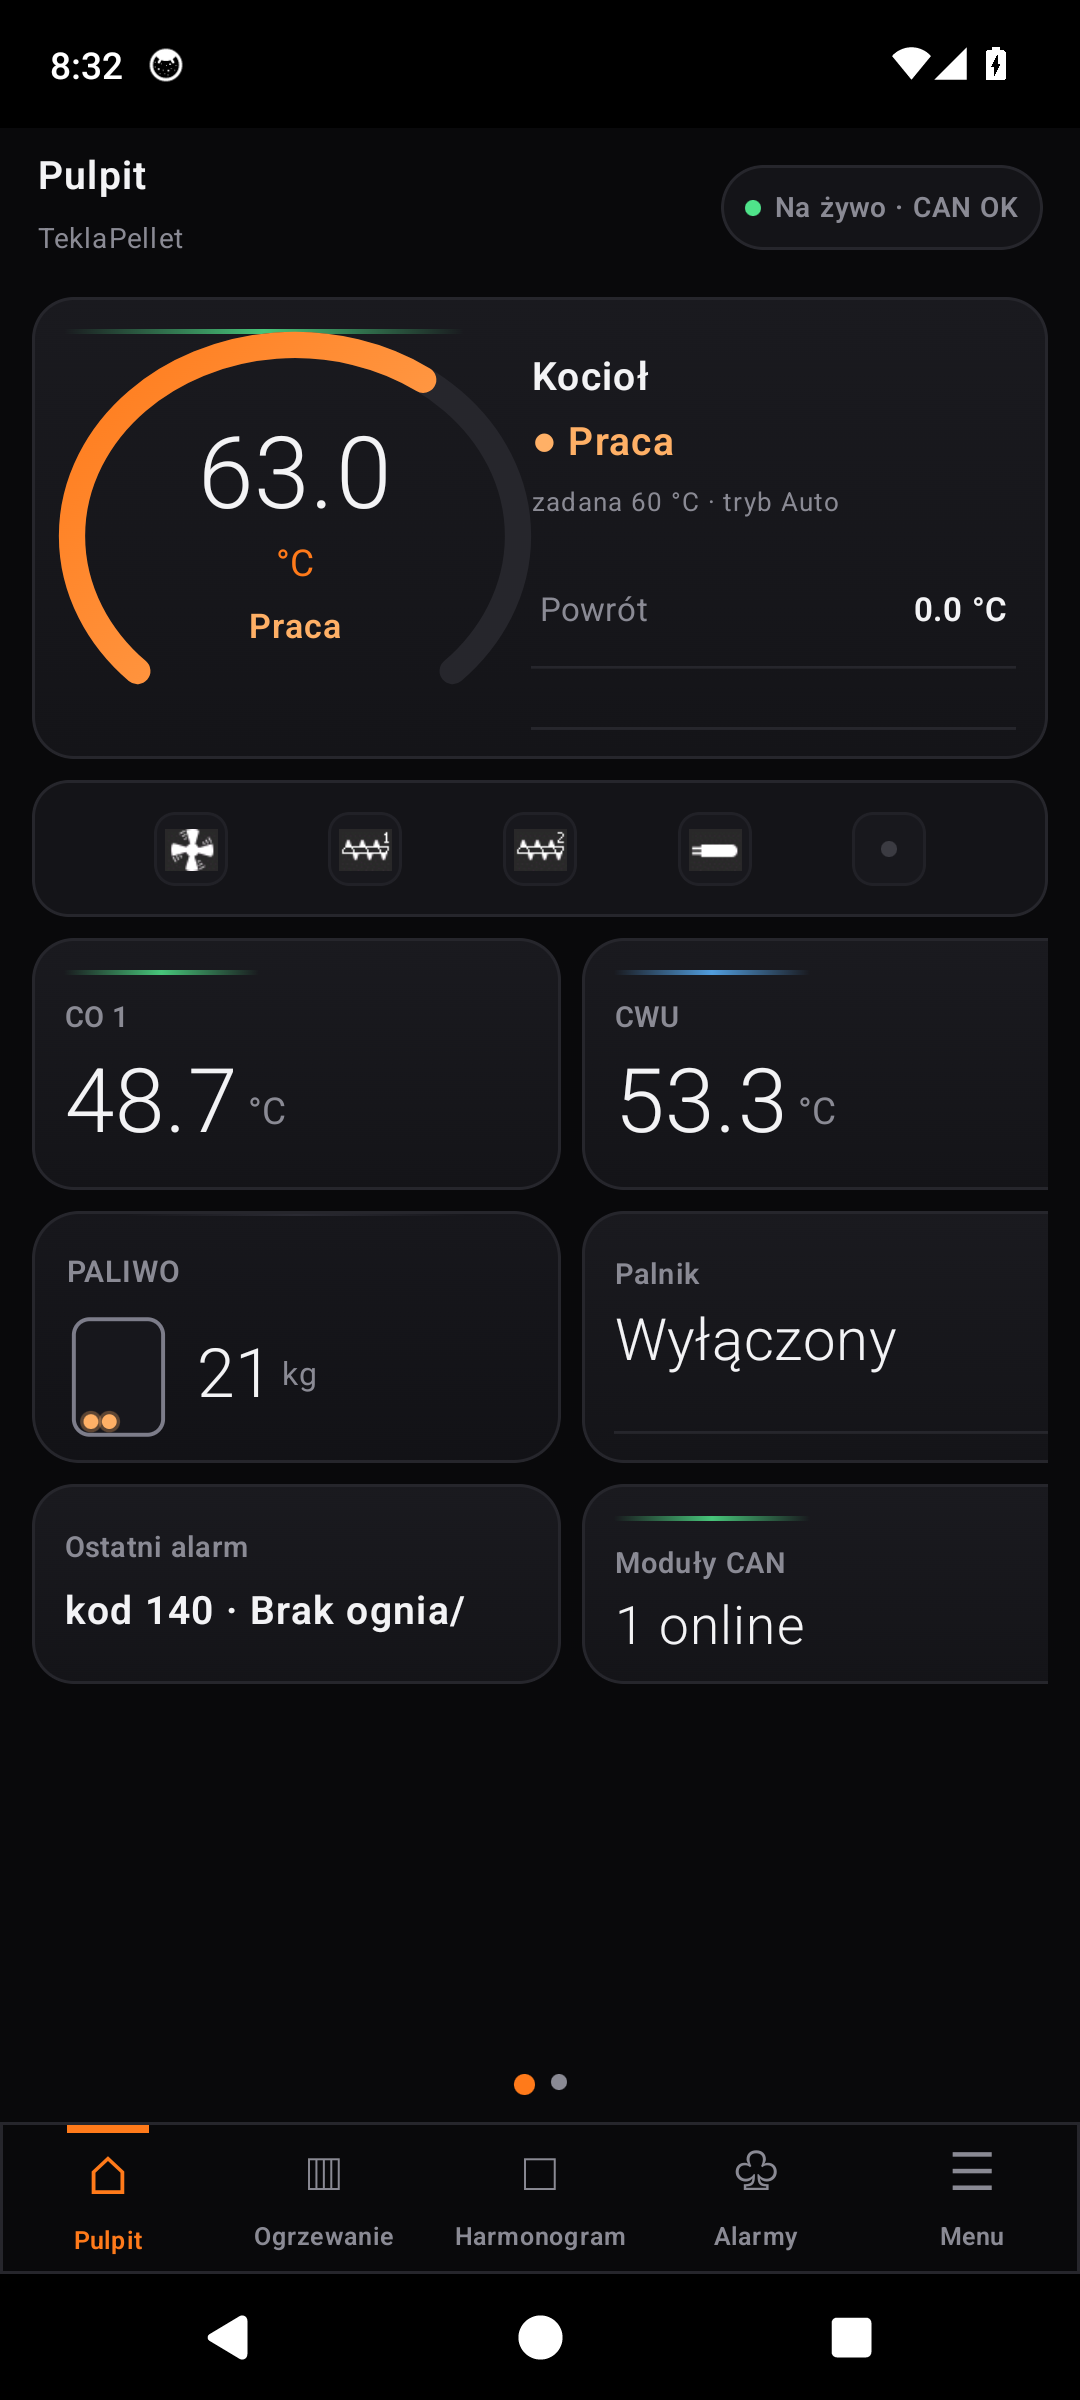 8:32
Pulpit
TeklaPellet
Na żywo · CAN OK
63.0
°C
Praca
Kocioł
Praca
zadana 60 °C · tryb Auto
Powrót 0.0 °C
1
2
CO 1
48.7 °C
CWU
53.3 °C
PALIWO
21 kg
Palnik
Wyłączony
Ostatni alarm
kod 140 · Brak ognia/
Moduły CAN
1 online
Pulpit
Ogrzewanie
Harmonogram
Alarmy
Menu